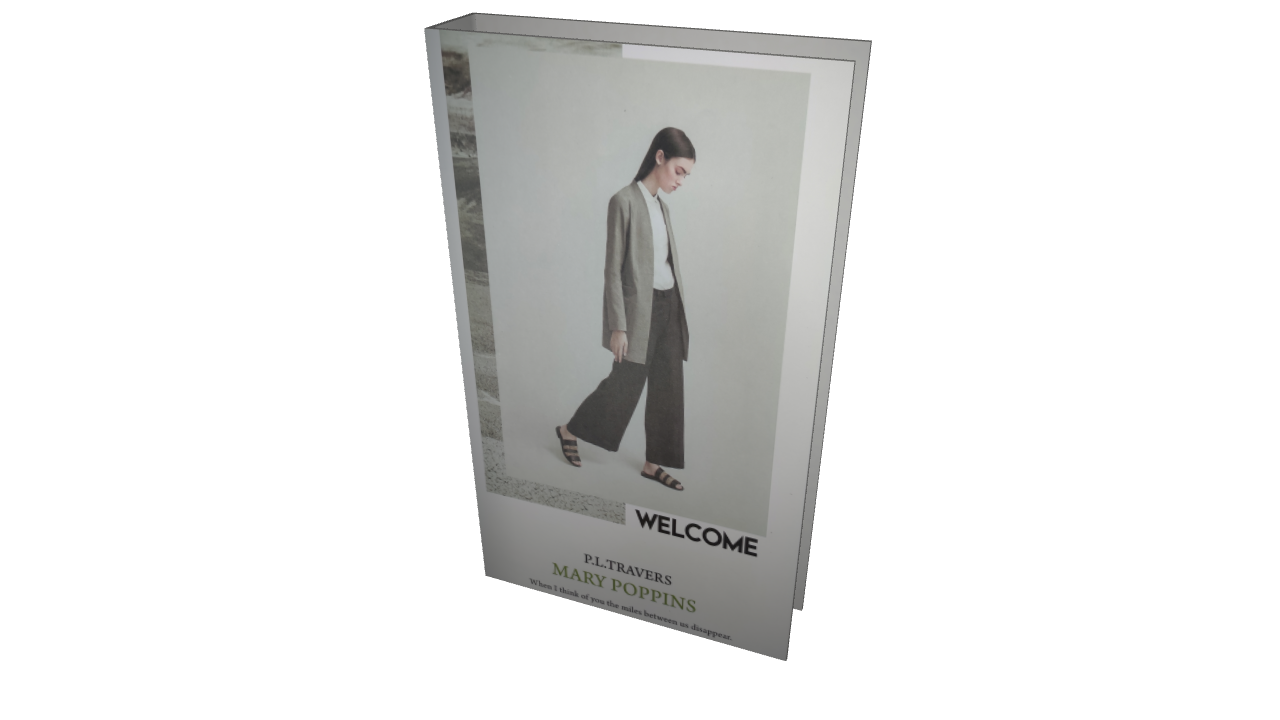 WELCOME
P.L.TRAVERS
MARY POPPINS
When I think of you the miles between us disappear.